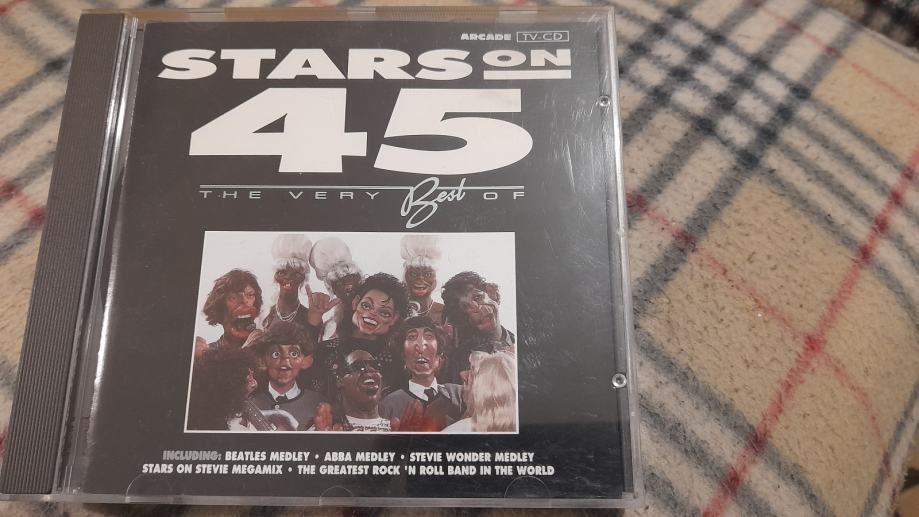 ARCADE TV-CD
STARS ON
45
THE VERY Best OF
INCLUDING: BEATLES MEDLEY • ABBA MEDLEY • STEVIE WONDER MEDLEY
STARS ON STEVIE MEGAMIX • THE GREATEST ROCK 'N ROLL BAND IN THE WORLD